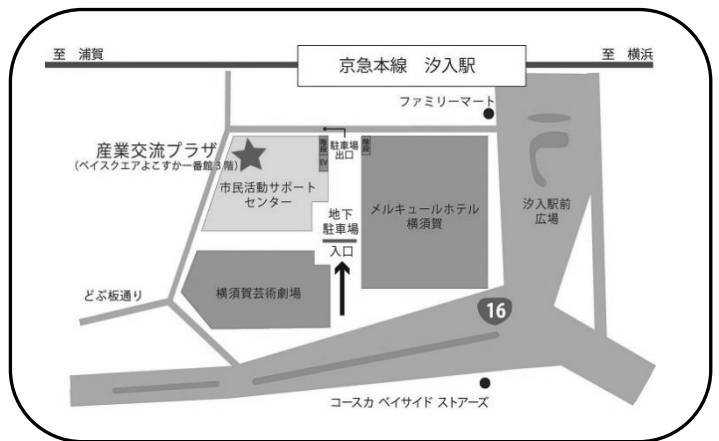 至 浦賀
京急本線 汐入駅
至 横浜
ファミリーマート
産業交流プラザ
(ベイスクエアよこすか一番館3階)
駐車場
出口
階段
EV
階段
市民活動サポート
センター
地下
駐車場
入口
メルキュールホテル
横須賀
汐入駅前
広場
どぶ板通り
横須賀芸術劇場
16
コースカ ベイサイド ストアーズ